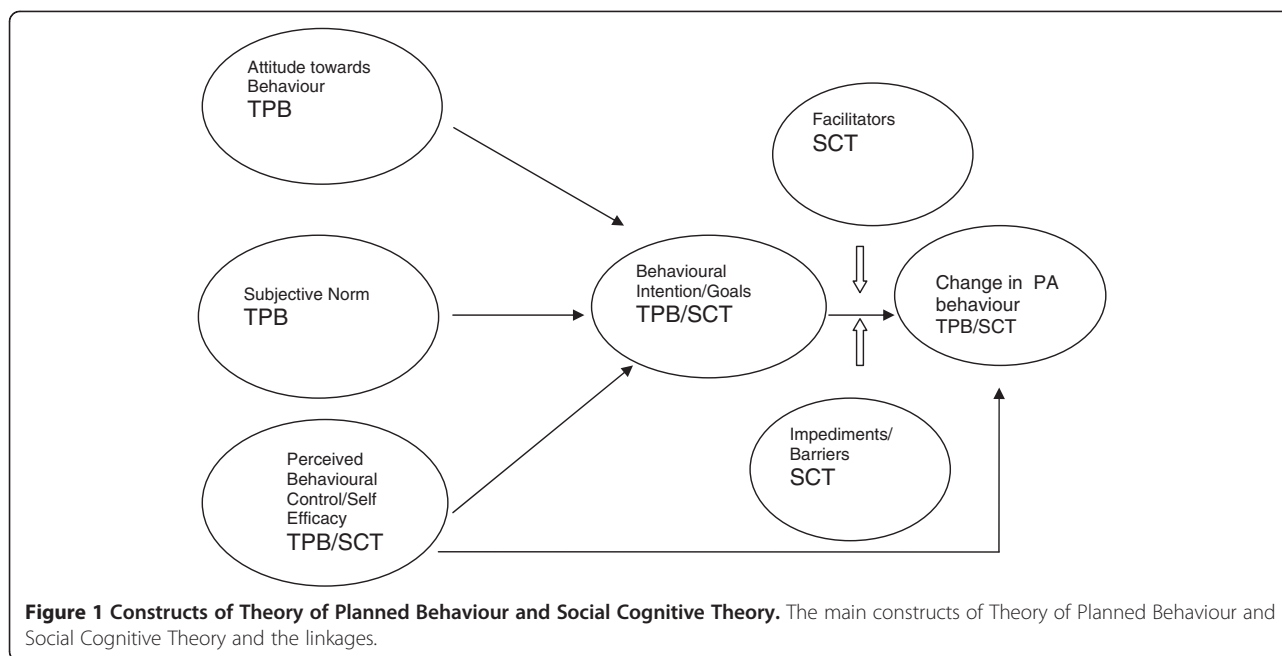 Attitude towards
Behaviour
TPB
Facilitators
SCT
Subjective Norm
TPB
Behavioural
Intention/Goals
TPB/SCT
Change in PA
behaviour
TPB/SCT
Perceived
Behavioural
Control/Self
Efficacy
TPB/SCT
Impediments/
Barriers
SCT
Figure 1 Constructs of Theory of Planned Behaviour and Social Cognitive Theory. The main constructs of Theory of Planned Behaviour and
Social Cognitive Theory and the linkages.